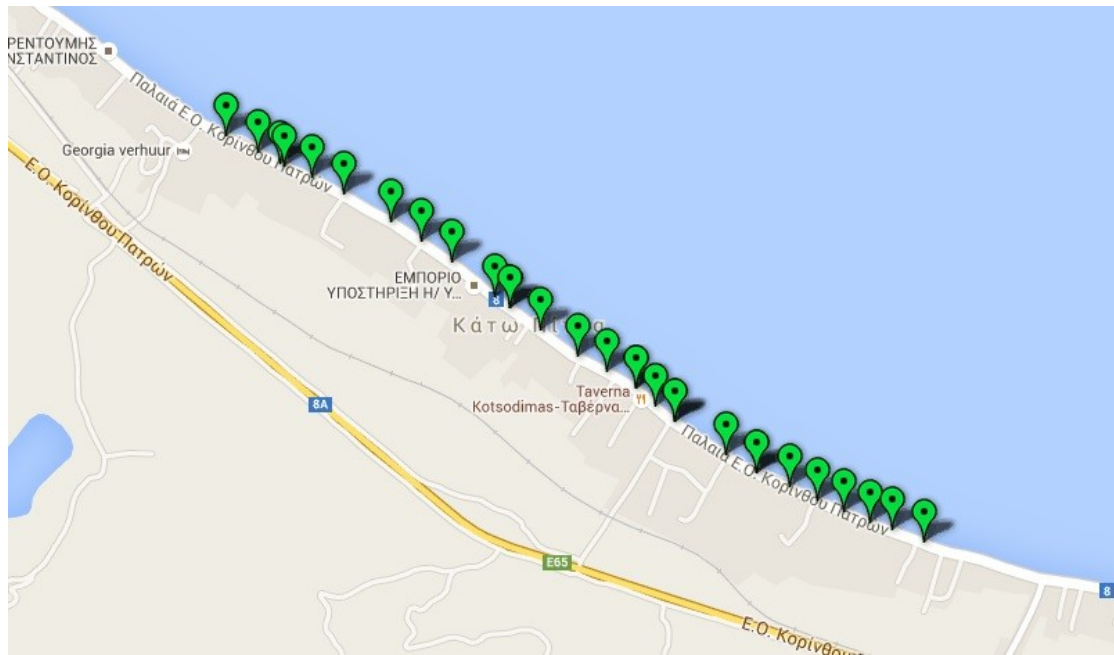 ΡΕΝΤΟΥΜΗΣ
ΝΣΤΑΝΤΙΝΟΣ
Παλαιά Ε.Ο. Κορίνθου Πατρών
Georgia verhuur
Ε.Ο. Κορίνθου Πατρών
ΕΜΠΟΡΙΟ
ΥΠΟΣΤΗΡΙΞΗ Η/ Υ...
8
Κάτω
8A
Taverna
Kotsodimas-Ταβέρνα...
Παλαιά Ε.Ο. Κορίνθου Πατρών
E65
8
Ε.Ο. Κορίνθου